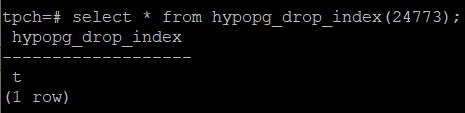 tpch=# select * from hypopg_drop_index(24773);
 hypopg_drop_index
-------------------
 t
(1 row)